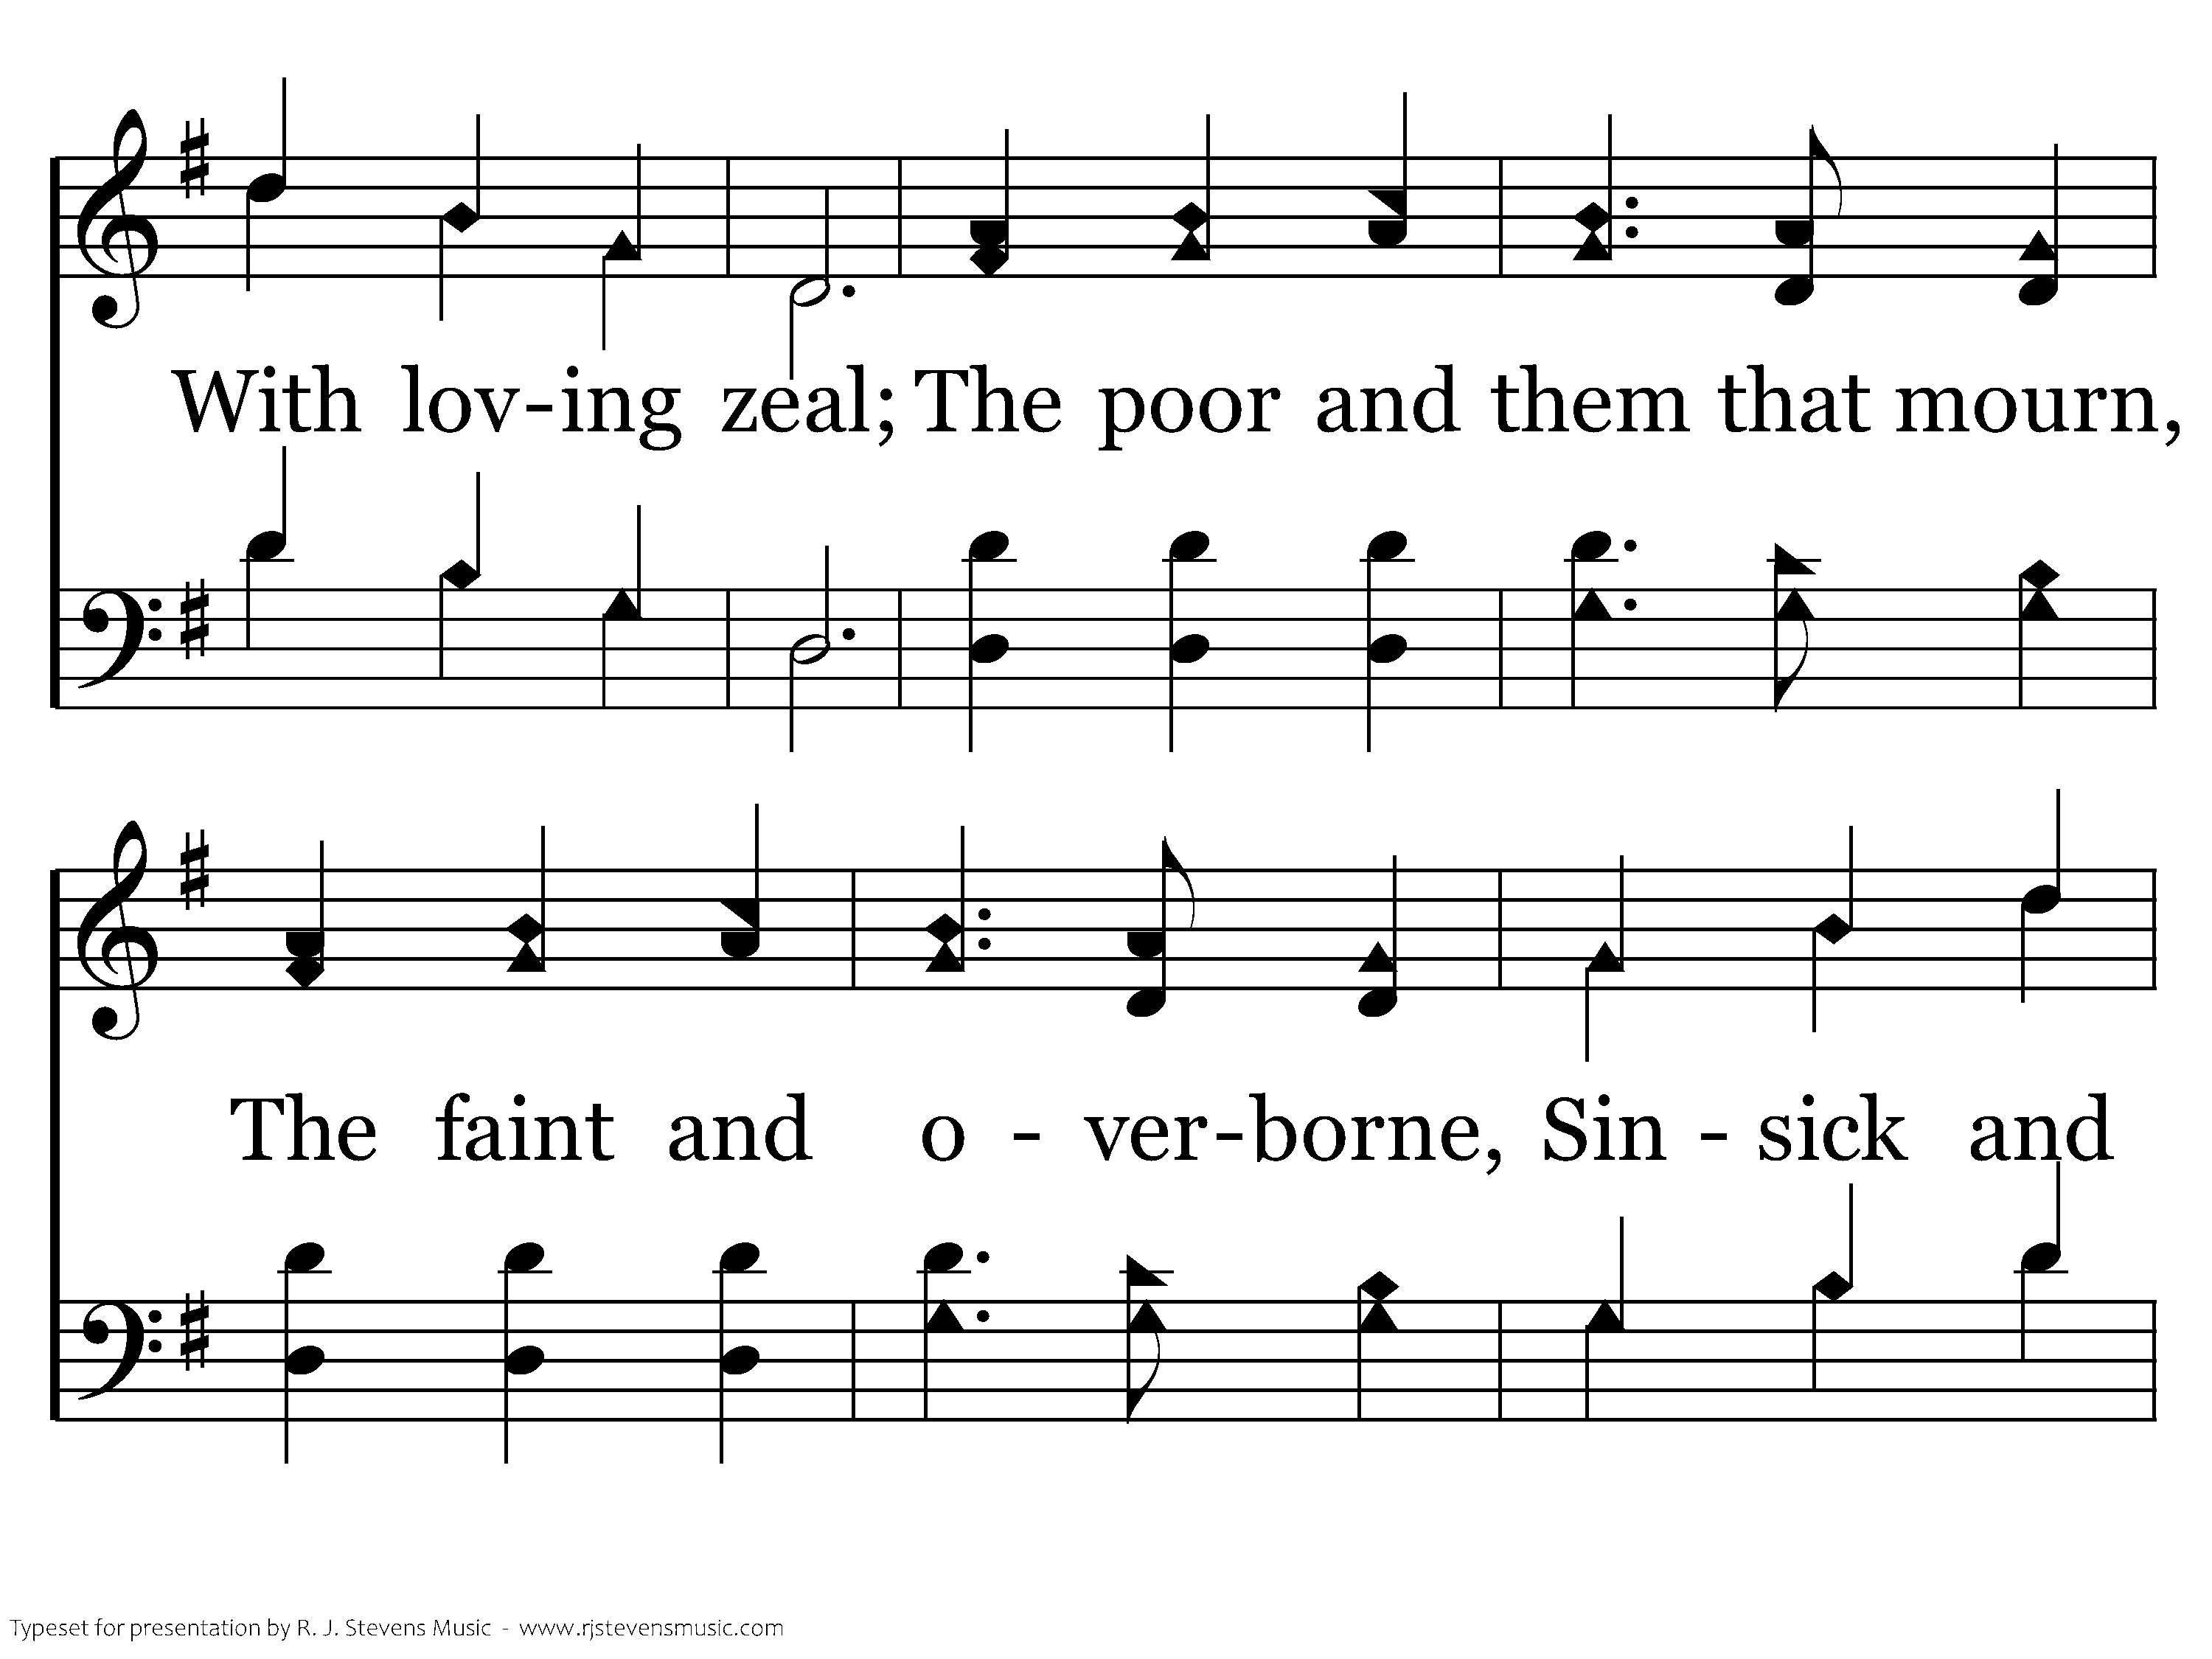 With lov-ing zeal; The poor and them that mourn,
The faint and o - ver-borne, Sin - sick and
Typeset for presentation by R. J. Stevens Music - www.rjstevensmusic.com